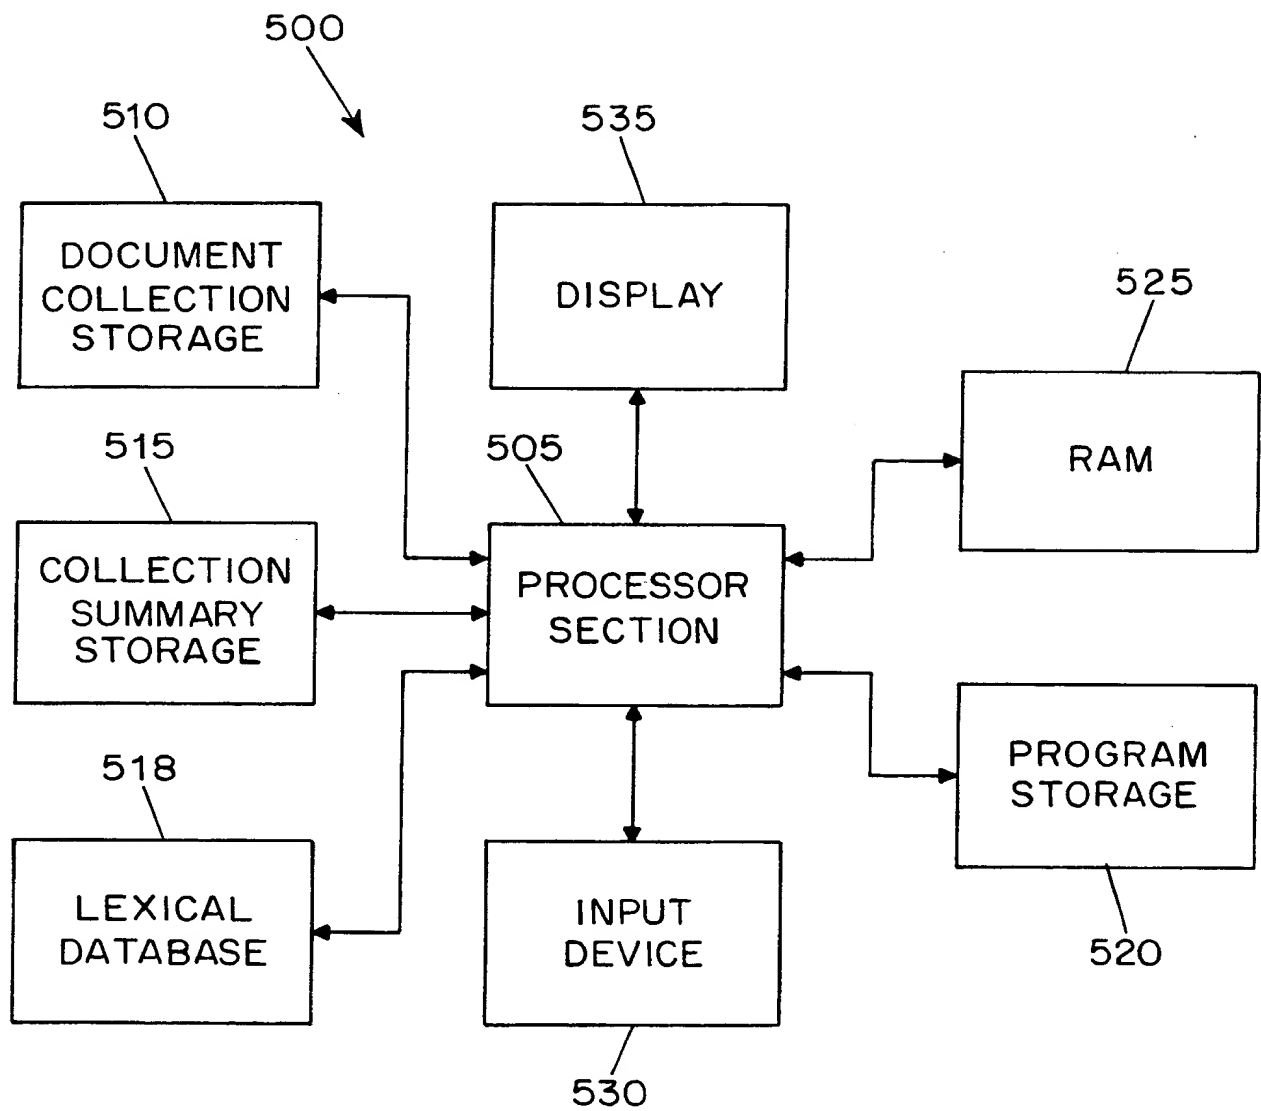 500
510
535
DOCUMENT
COLLECTION
STORAGE
DISPLAY
525
RAM
515
505
COLLECTION
SUMMARY
STORAGE
PROCESSOR
SECTION
PROGRAM
STORAGE
518
LEXICAL
DATABASE
INPUT
DEVICE
520
530